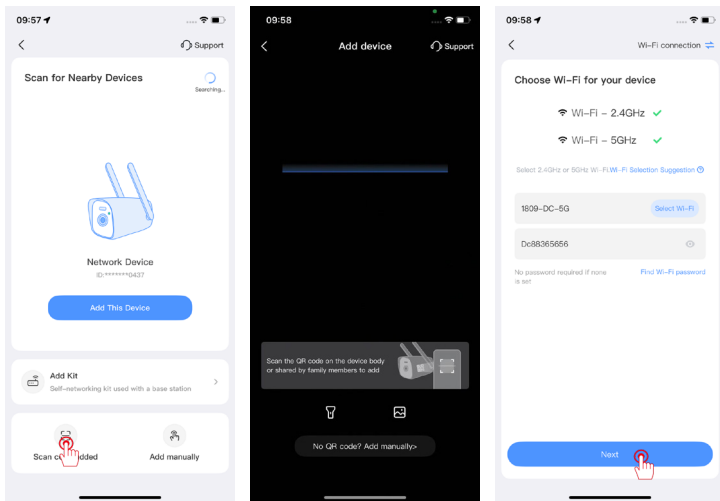 09:57
Support
Scan for Nearby Devices
Searching...
Network Device
ID:*******0437
Add This Device
Add Kit
Self-networking kit used with a base station
Scan co    dded
Add manually
09:58
Add device
Support
Scan the QR code on the device body
or shared by family members to add
No QR code? Add manually>
09:58
Wi-Fi connection
Choose Wi-Fi for your device
Wi-Fi - 2.4GHz
Wi-Fi - 5GHz
Select 2.4GHz or 5GHz Wi-Fi.Wi-Fi Selection Suggestion
1809-DC-5G
Select Wi-Fi
Dc88365656
No password required if none
is set
Find Wi-Fi password
Next